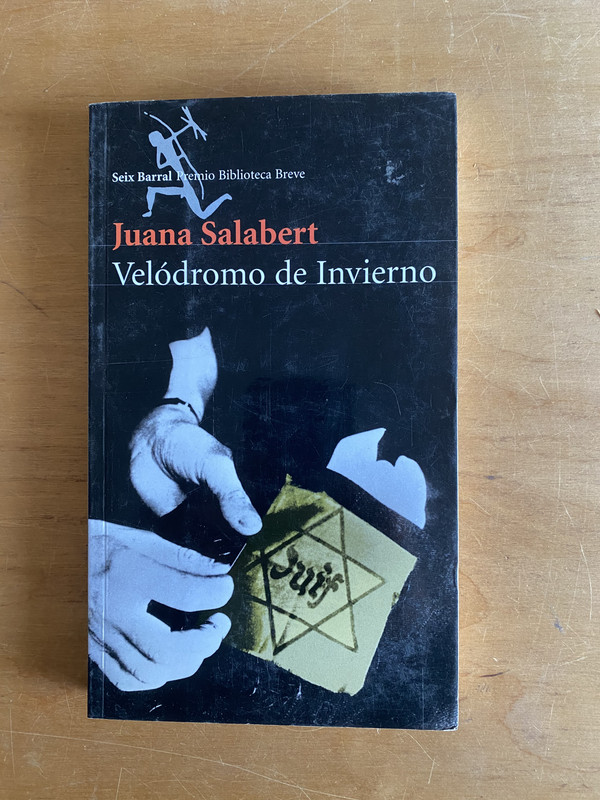 Seix Barral Premio Biblioteca Breve
Juana Salabert
Velódromo de Invierno
Juif